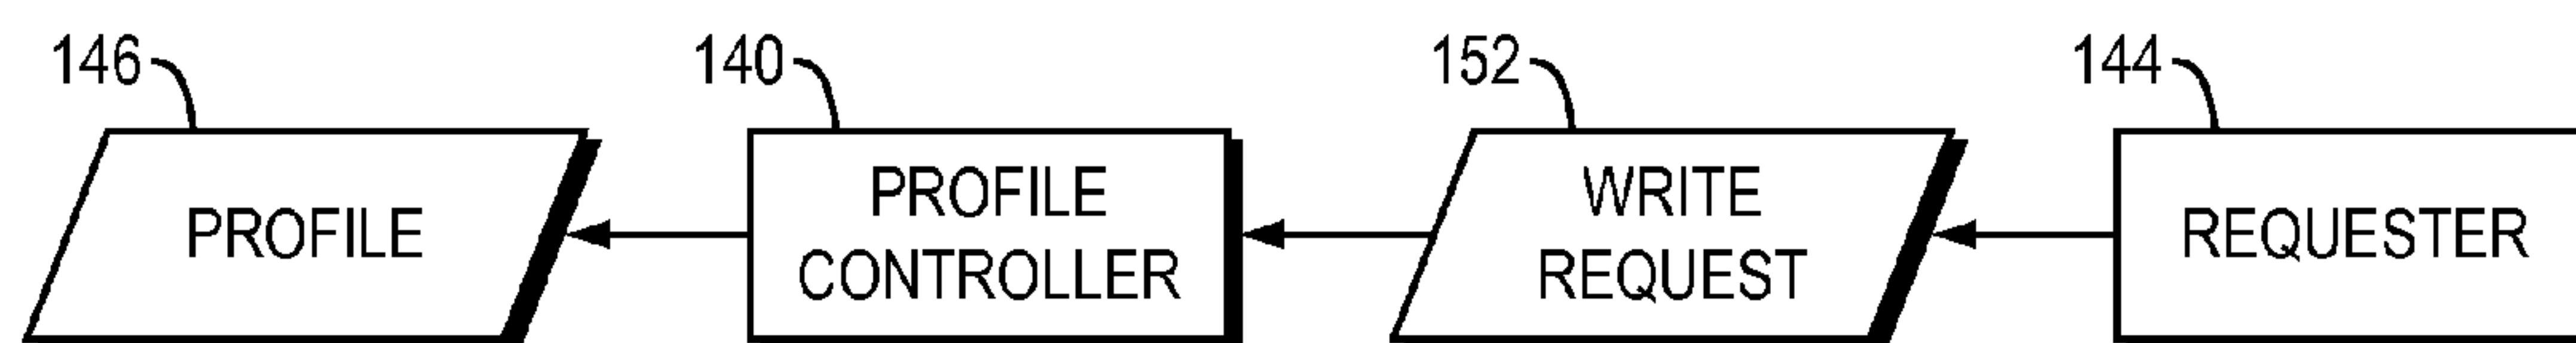 146
140
152
144
PROFILE
PROFILE
CONTROLLER
WRITE
REQUEST
REQUESTER